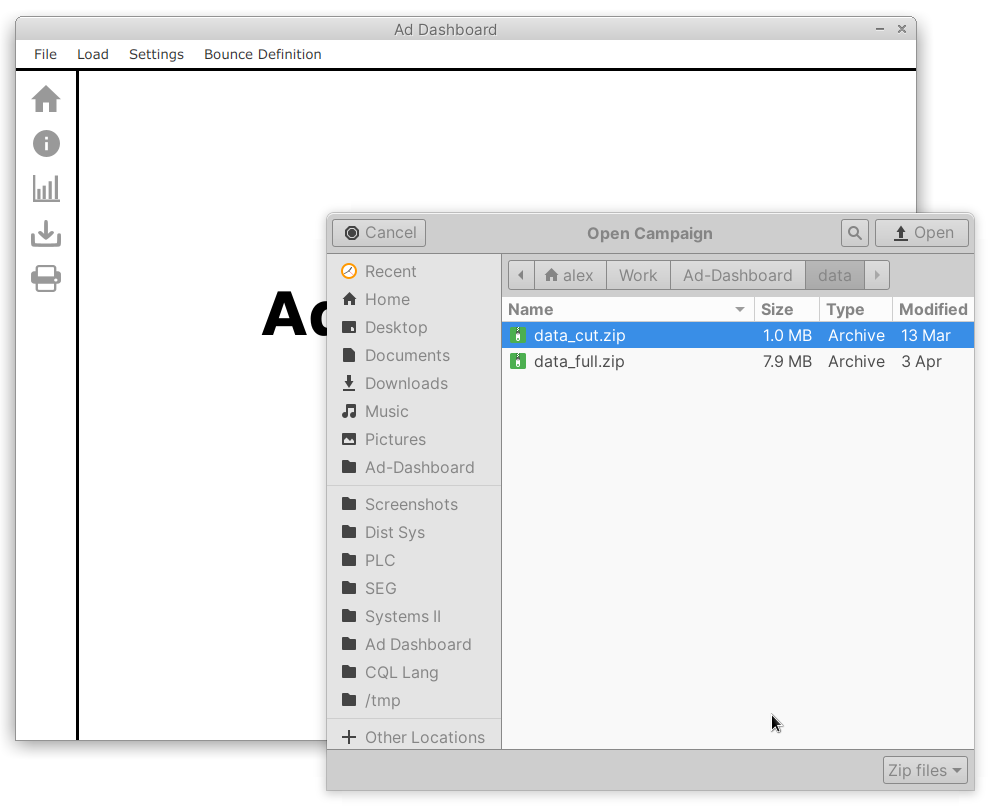 Ad Dashboard
File Load Settings Bounce Definition
Cancel Open Campaign Open
alex Work Ad-Dashboard data
Name Size Type Modified
data_cut.zip 1.0 MB Archive 13 Mar
data_full.zip 7.9 MB Archive 3 Apr
Recent
Home
Desktop
Documents
Downloads
Music
Pictures
Ad-Dashboard
Screenshots
Dist Sys
PLC
SEG
Systems II
Ad Dashboard
CQL Lang
/tmp
Other Locations
Zip files